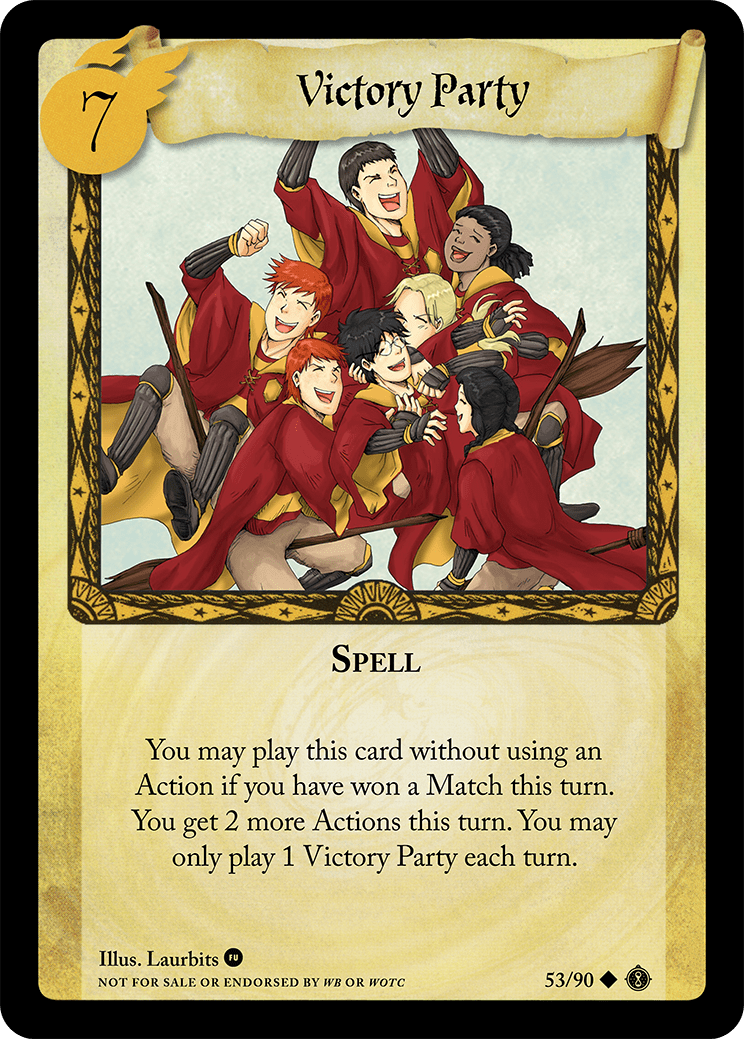 7
Victory Party
SPELL
You may play this card without using an
Action if you have won a Match this turn.
You get 2 more Actions this turn. You may
only play 1 Victory Party each turn.
Illus. Laurbits FU
NOT FOR SALE OR ENDORSED BY WB OR WOTC
53/90